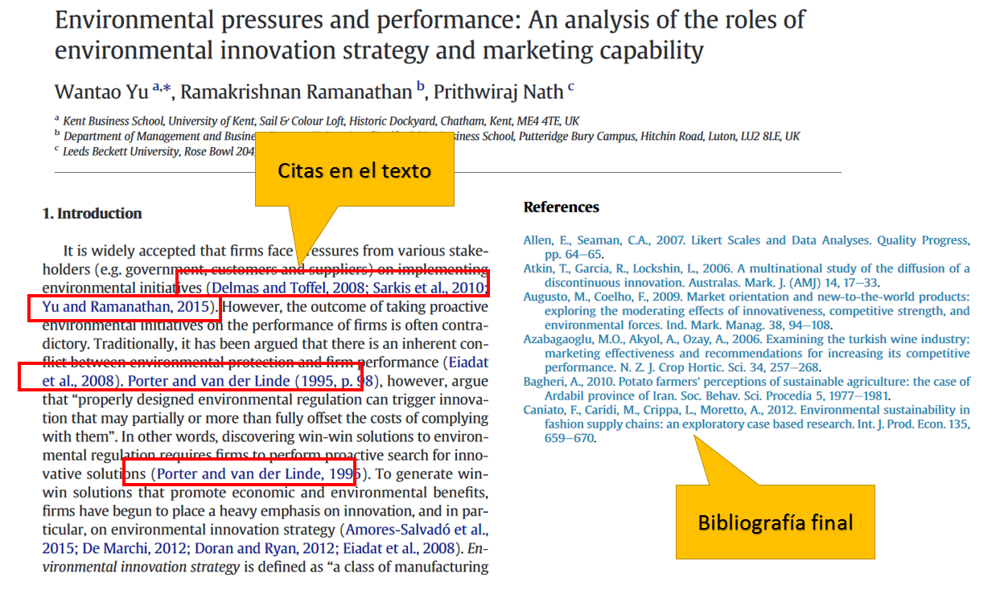 Environmental pressures and performance: An analysis of the roles of
environmental innovation strategy and marketing capability
Wantao Yu a,*, Ramakrishnan Ramanathan b, Prithwiraj Nath c
a Kent Business School, University of Kent, Sail & Colour Loft, Historic Dockyard, Chatham, Kent, ME4 4TE, UK
b Department of Management and Busine siness School, Putteridge Bury Campus, Hitchin Road, Luton, LU2 8LE, UK
c Leeds Beckett University, Rose Bowl 204
Citas en el texto
1. Introduction
It is widely accepted that firms face pressures from various stake-
holders (e.g. government, customers and suppliers) on implementing
environmental initiatives (Delmas and Toffel, 2008; Sarkis et al., 2010;
Yu and Ramanathan, 2015). However, the outcome of taking proactive
environmental initiatives on the performance of firms is often contra-
dictory. Traditionally, it has been argued that there is an inherent con-
flict between environmental protection and firm performance (Eiadat
et al., 2008). Porter and van der Linde (1995, p. 98), however, argue
that “properly designed environmental regulation can trigger innova-
tion that may partially or more than fully offset the costs of complying
with them”. In other words, discovering win-win solutions to environ-
mental regulation requires firms to perform proactive search for inno-
vative solutions (Porter and van der Linde, 1995). To generate win-
win solutions that promote economic and environmental benefits,
firms have begun to place a heavy emphasis on innovation, and in par-
ticular, on environmental innovation strategy (Amores-Salvadó et al.,
2015; De Marchi, 2012; Doran and Ryan, 2012; Eiadat et al., 2008). En-
vironmental innovation strategy is defined as “a class of manufacturing
References
Allen, E., Seaman, C.A., 2007. Likert Scales and Data Analyses. Quality Progress,
pp. 64–65.
Atkin, T., Garcia, R., Lockshin, L., 2006. A multinational study of the diffusion of a
discontinuous innovation. Australas. Mark. J. (AMJ) 14, 17–33.
Augusto, M., Coelho, F., 2009. Market orientation and new-to-the-world products:
exploring the moderating effects of innovativeness, competitive strength, and
environmental forces. Ind. Mark. Manag. 38, 94–108.
Azabagaoglu, M.O., Akyol, A., Ozay, A., 2006. Examining the turkish wine industry:
marketing effectiveness and recommendations for increasing its competitive
performance. N. Z. J. Crop Hortic. Sci. 34, 257–268.
Bagheri, A., 2010. Potato farmers’ perceptions of sustainable agriculture: the case of
Ardabil province of Iran. Soc. Behav. Sci. Procedia 5, 1977–1981.
Caniato, F., Caridi, M., Crippa, L., Moretto, A., 2012. Environmental sustainability in
fashion supply chains: an exploratory case based research. Int. J. Prod. Econ. 135,
659–670.
Bibliografía final